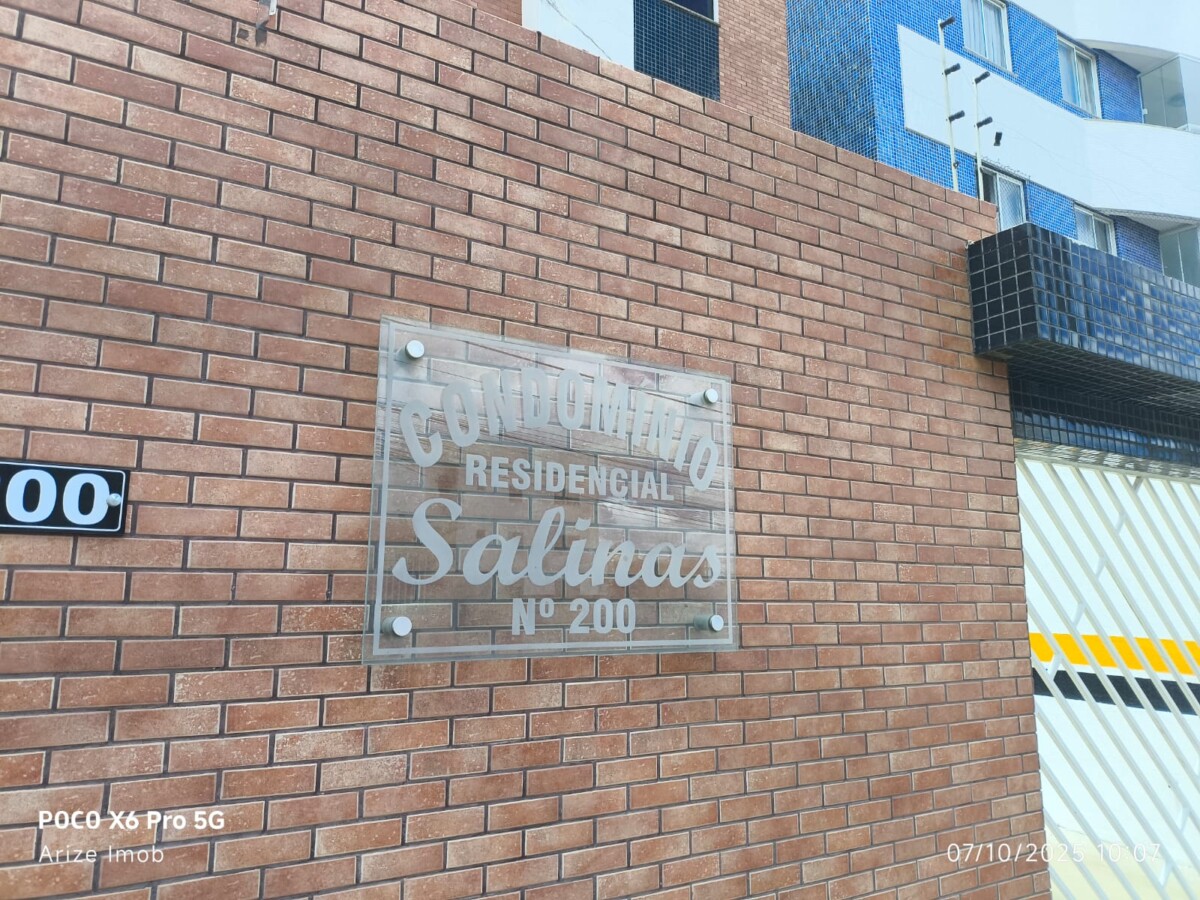 CONDOMINIO
RESIDENCIAL
Salinas
Nº 200
00
POCO X6 Pro 5G
Arize Imob
07/10/2025 10:07